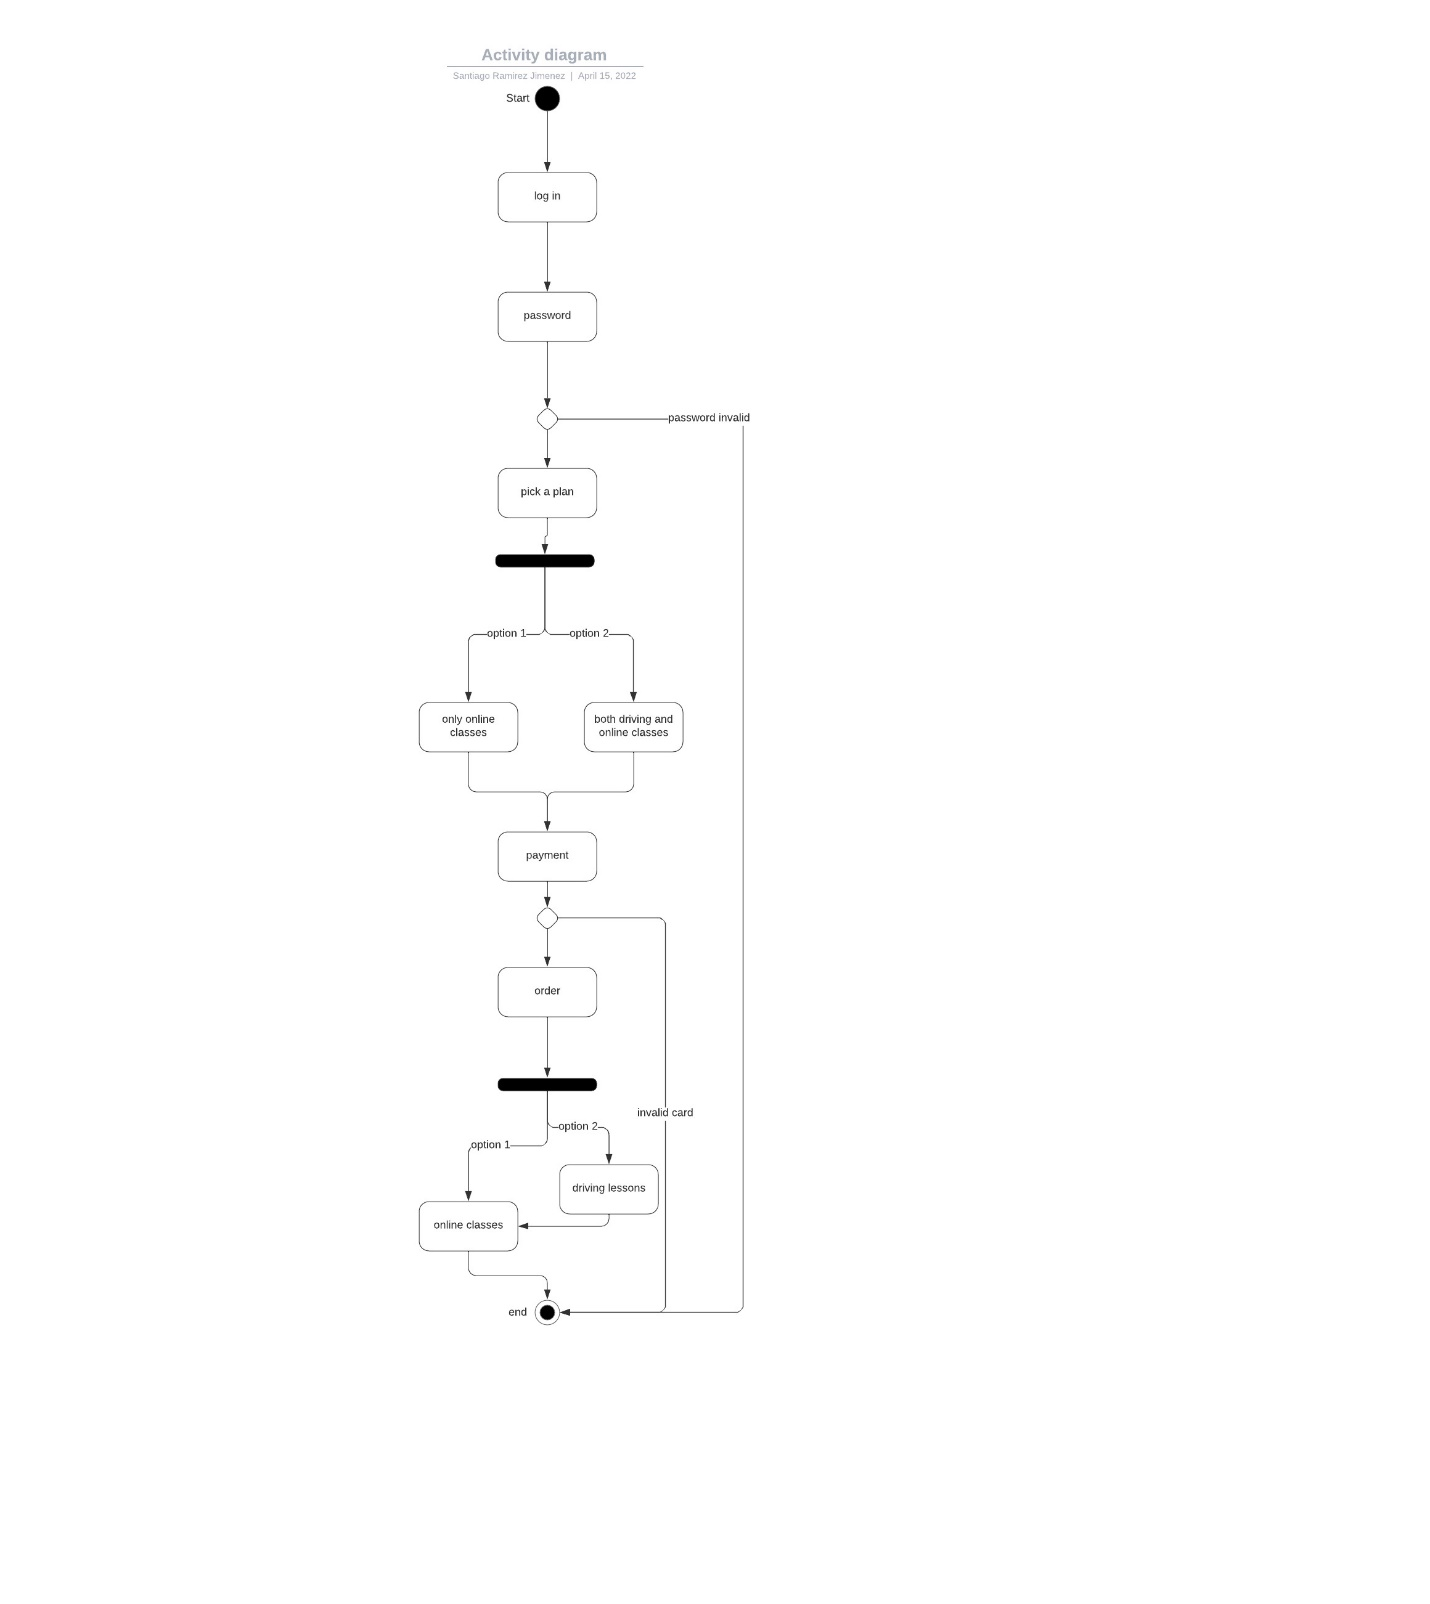 Activity diagram
Santiago Ramirez Jimenez | April 15, 2022
Start
log in
password
password invalid
pick a plan
option 1
option 2
only online
classes
both driving and
online classes
payment
order
invalid card
option 2
option 1
driving lessons
online classes
end